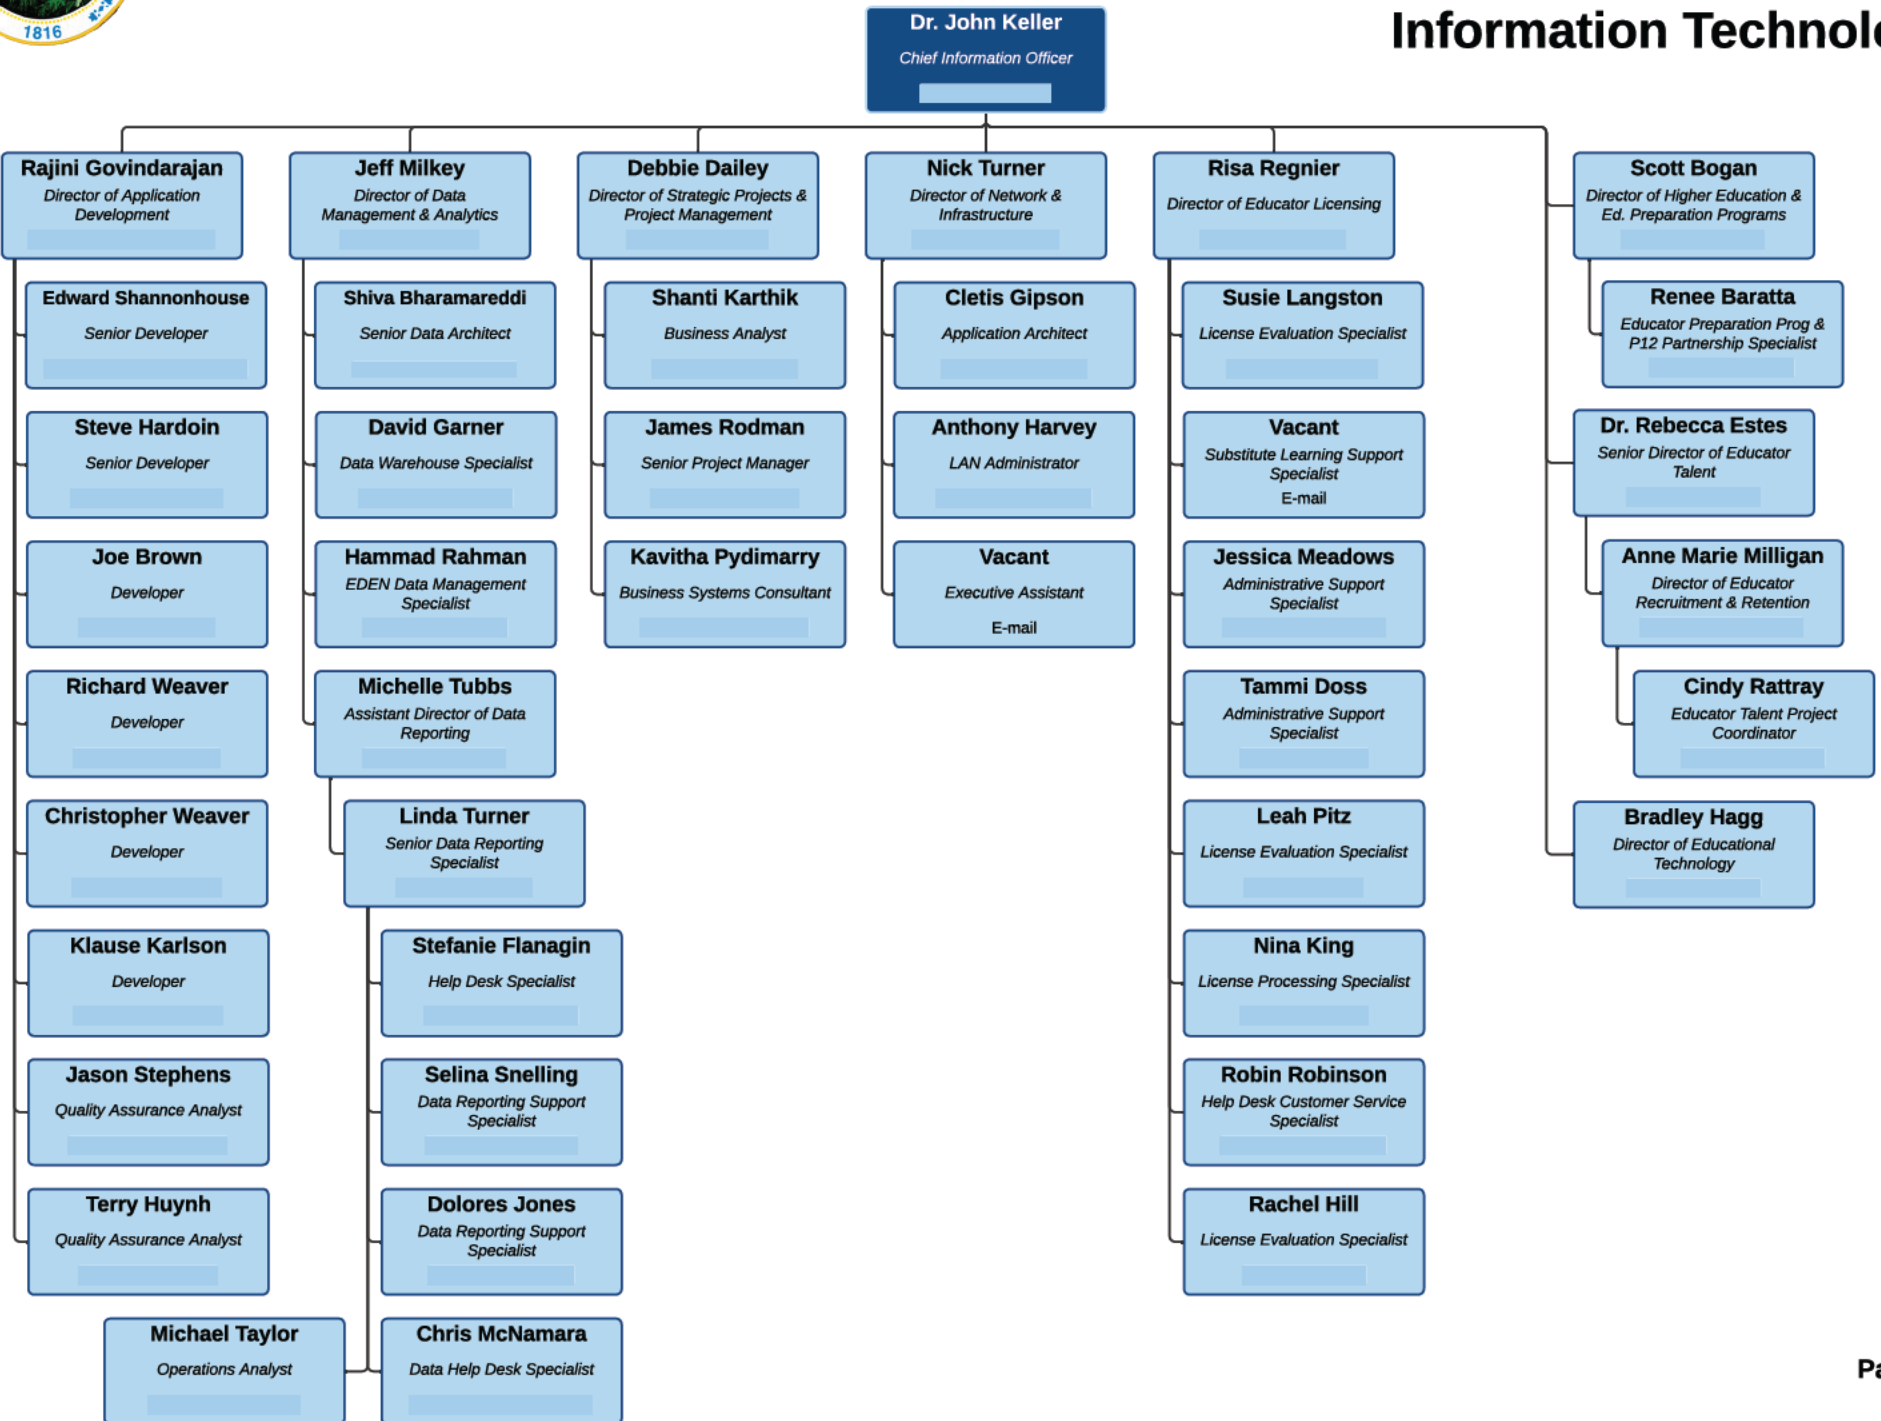 1816
Information Technol
Dr. John Keller
Chief Information Officer
Rajini Govindarajan
Director of Application
Development
Edward Shannonhouse
Senior Developer
Steve Hardoin
Senior Developer
Joe Brown
Developer
Richard Weaver
Developer
Christopher Weaver
Developer
Klause Karlson
Developer
Jason Stephens
Quality Assurance Analyst
Terry Huynh
Quality Assurance Analyst
Jeff Milkey
Director of Data
Management & Analytics
Shiva Bharamareddi
Senior Data Architect
David Garner
Data Warehouse Specialist
Hammad Rahman
EDEN Data Management
Specialist
Michelle Tubbs
Assistant Director of Data
Reporting
Linda Turner
Senior Data Reporting
Specialist
Stefanie Flanagin
Help Desk Specialist
Selina Snelling
Data Reporting Support
Specialist
Dolores Jones
Data Reporting Support
Specialist
Michael Taylor
Operations Analyst
Chris McNamara
Data Help Desk Specialist
Debbie Dailey
Director of Strategic Projects &
Project Management
Shanti Karthik
Business Analyst
James Rodman
Senior Project Manager
Kavitha Pydimarry
Business Systems Consultant
Nick Turner
Director of Network &
Infrastructure
Cletis Gipson
Application Architect
Anthony Harvey
LAN Administrator
Vacant
Executive Assistant
E-mail
Risa Regnier
Director of Educator Licensing
Susie Langston
License Evaluation Specialist
Vacant
Substitute Learning Support
Specialist
E-mail
Jessica Meadows
Administrative Support
Specialist
Tammi Doss
Administrative Support
Specialist
Leah Pitz
License Evaluation Specialist
Nina King
License Processing Specialist
Robin Robinson
Help Desk Customer Service
Specialist
Rachel Hill
License Evaluation Specialist
Scott Bogan
Director of Higher Education &
Ed. Preparation Programs
Renee Baratta
Educator Preparation Prog &
P12 Partnership Specialist
Dr. Rebecca Estes
Senior Director of Educator
Talent
Anne Marie Milligan
Director of Educator
Recruitment & Retention
Cindy Rattray
Educator Talent Project
Coordinator
Bradley Hagg
Director of Educational
Technology
Pa